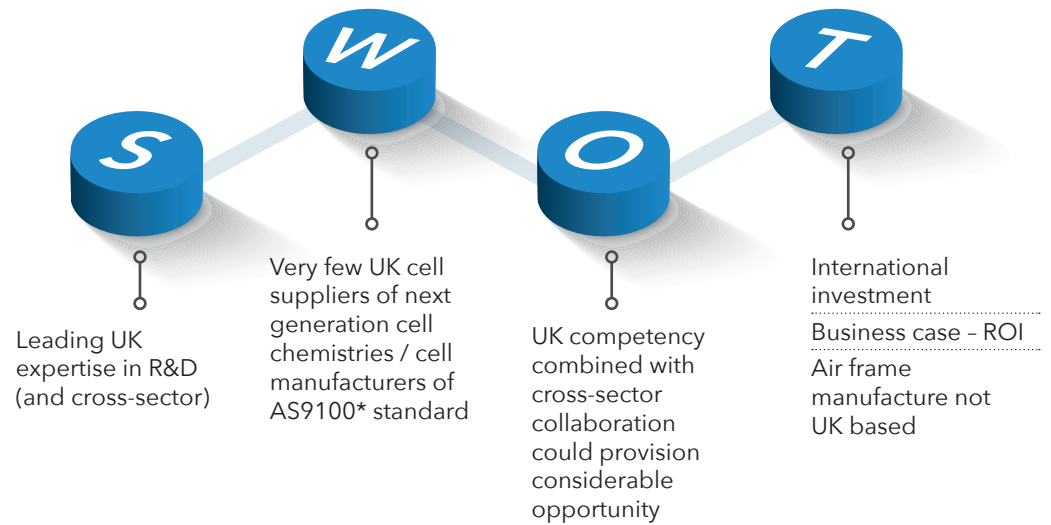 S
Leading UK
expertise in R&D
(and cross-sector)
W
Very few UK cell
suppliers of next
generation cell
chemistries / cell
manufacturers of
AS9100* standard
O
UK competency
combined with
cross-sector
collaboration
could provision
considerable
opportunity
T
International
investment
Business case – ROI
Air frame
manufacture not
UK based